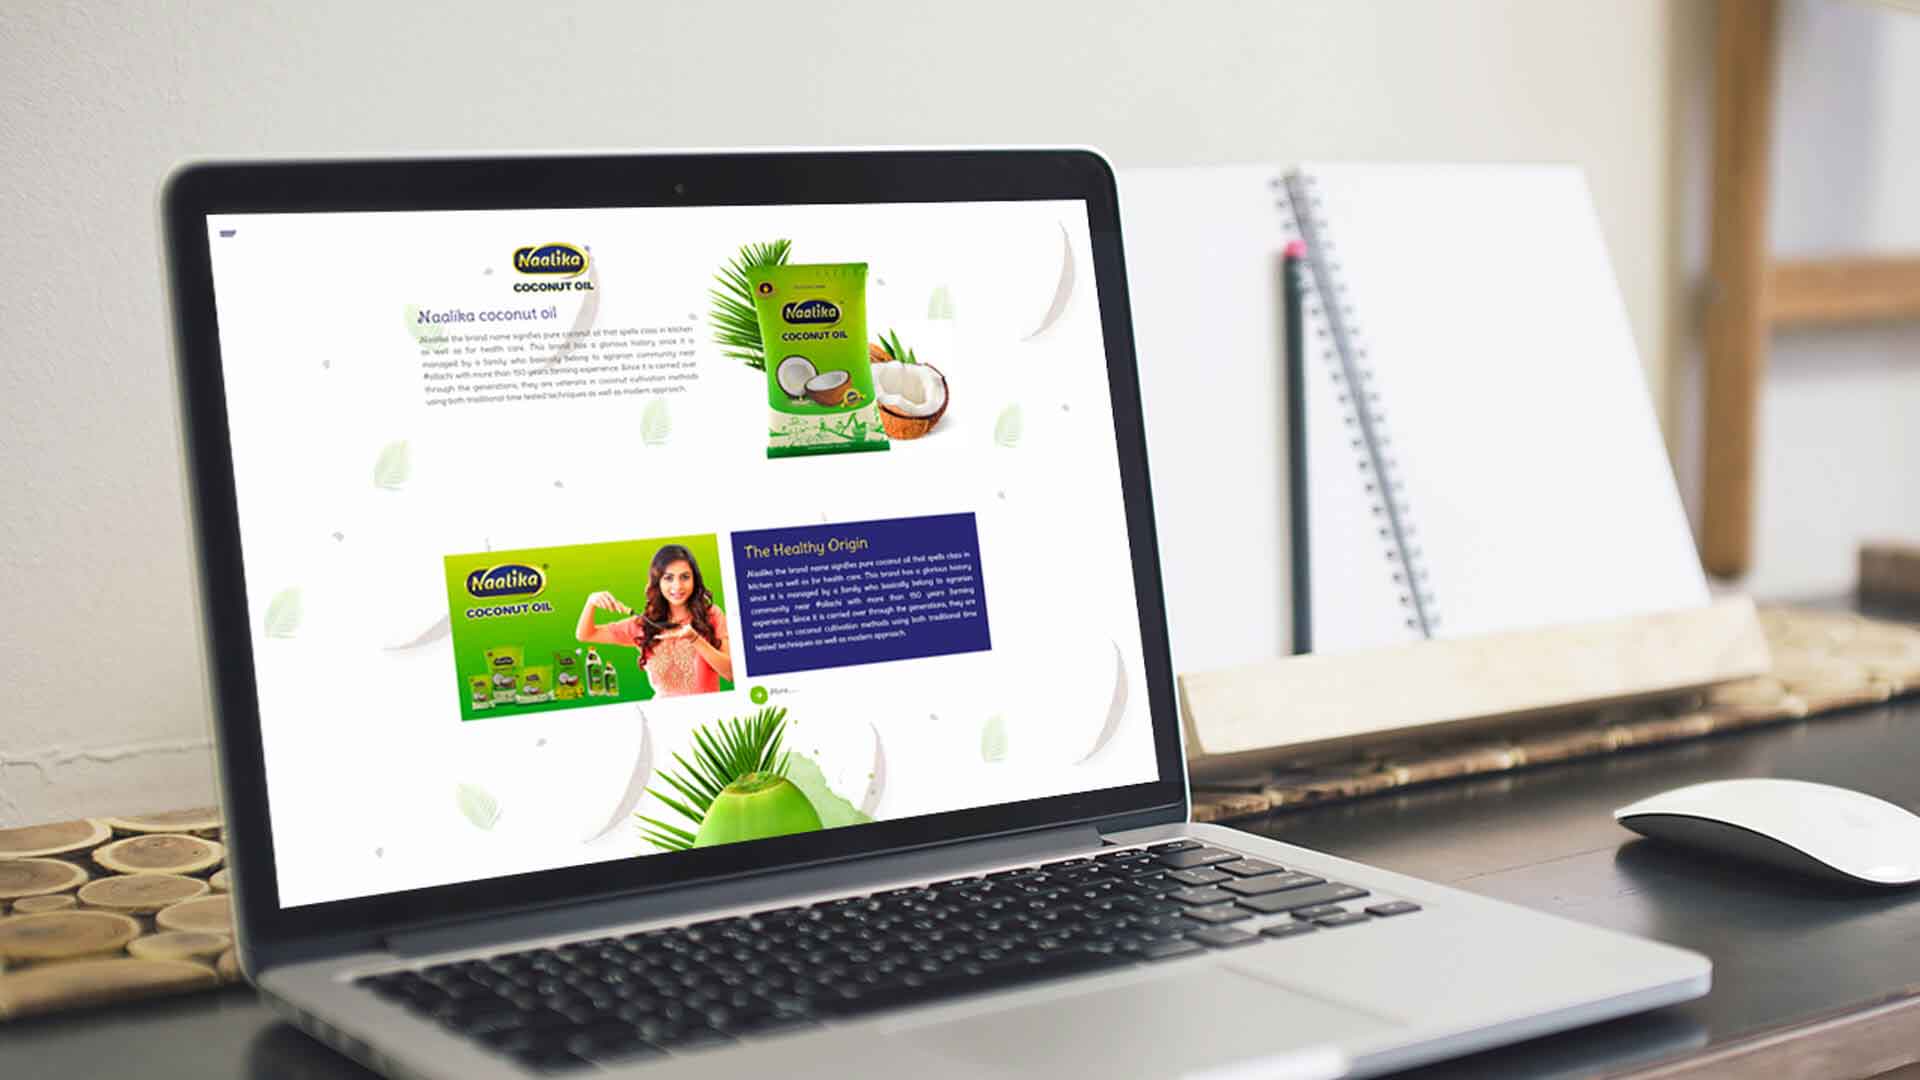 Naalika
COCONUT OIL
Naalika coconut oil
Naalika the brand name signifies pure coconut oil that spells class in kitchen
as well as for health care. This brand has a glorious history since it is
managed by a family who basically belong to agrarian community near
Pollachi with more than 150 years farming experience. Since it is carried over
through the generations, they are veterans in coconut cultivation methods
using both traditional time tested techniques as well as modern approach.
Naalika
COCONUT OIL
Naalika
COCONUT OIL
The Healthy Origin
Naalika the brand name signifies pure coconut oil that spells class in
kitchen as well as for health care. This brand has a glorious history
since it is managed by a family who basically belong to agrarian
community near Pollachi with more than 150 years farming
experience. Since it is carried over through the generations, they are
veterans in coconut cultivation methods using both traditional time
tested techniques as well as modern approach.
More.....